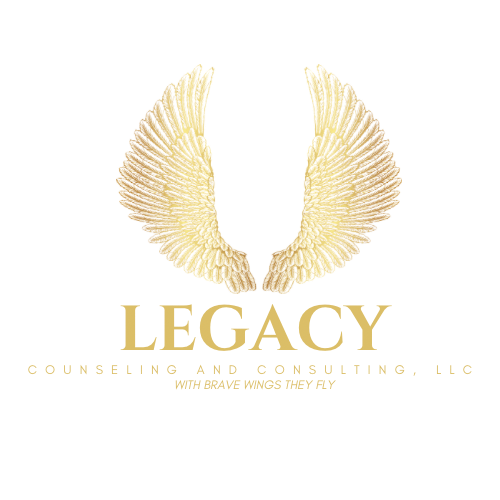 LEGACY
COUNSELING AND CONSULTING, LLC
WITH BRAVE WINGS THEY FLY